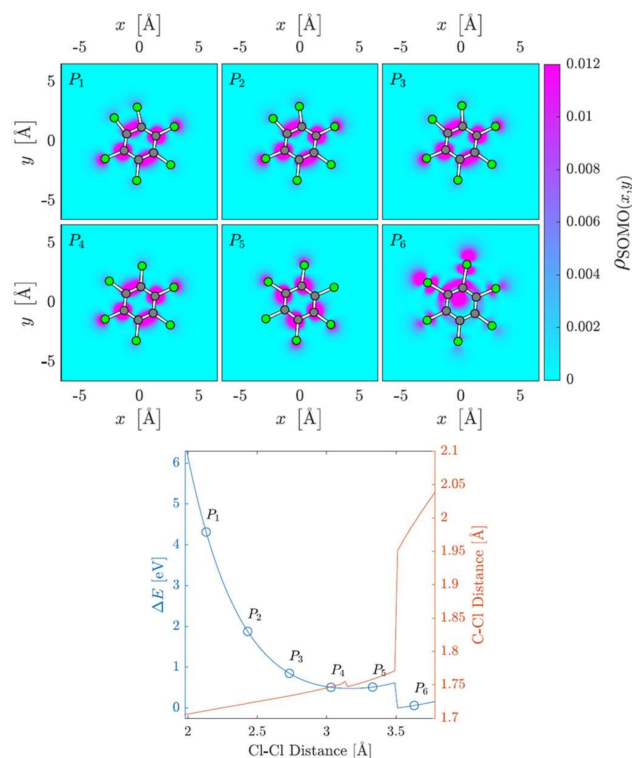 x [Å] x [Å] x [Å]
-5 0 5 -5 0 5 -5 0 5
P1 P2 P3
5
0
-5
y [Å]
P4 P5 P6
5
0
-5
y [Å]
-5 0 5 -5 0 5 -5 0 5
x [Å] x [Å] x [Å]
0.012
0.01
0.008
0.006
0.004
0.002
0
ρSOMO(x,y)
6
5
4
3
2
1
0
ΔE [eV]
P1
P2
P3
P4
P5
P6
2.1
2.05
2
1.95
1.9
1.85
1.8
1.75
1.7
C-Cl Distance [Å]
2 2.5 3 3.5
Cl-Cl Distance [Å]